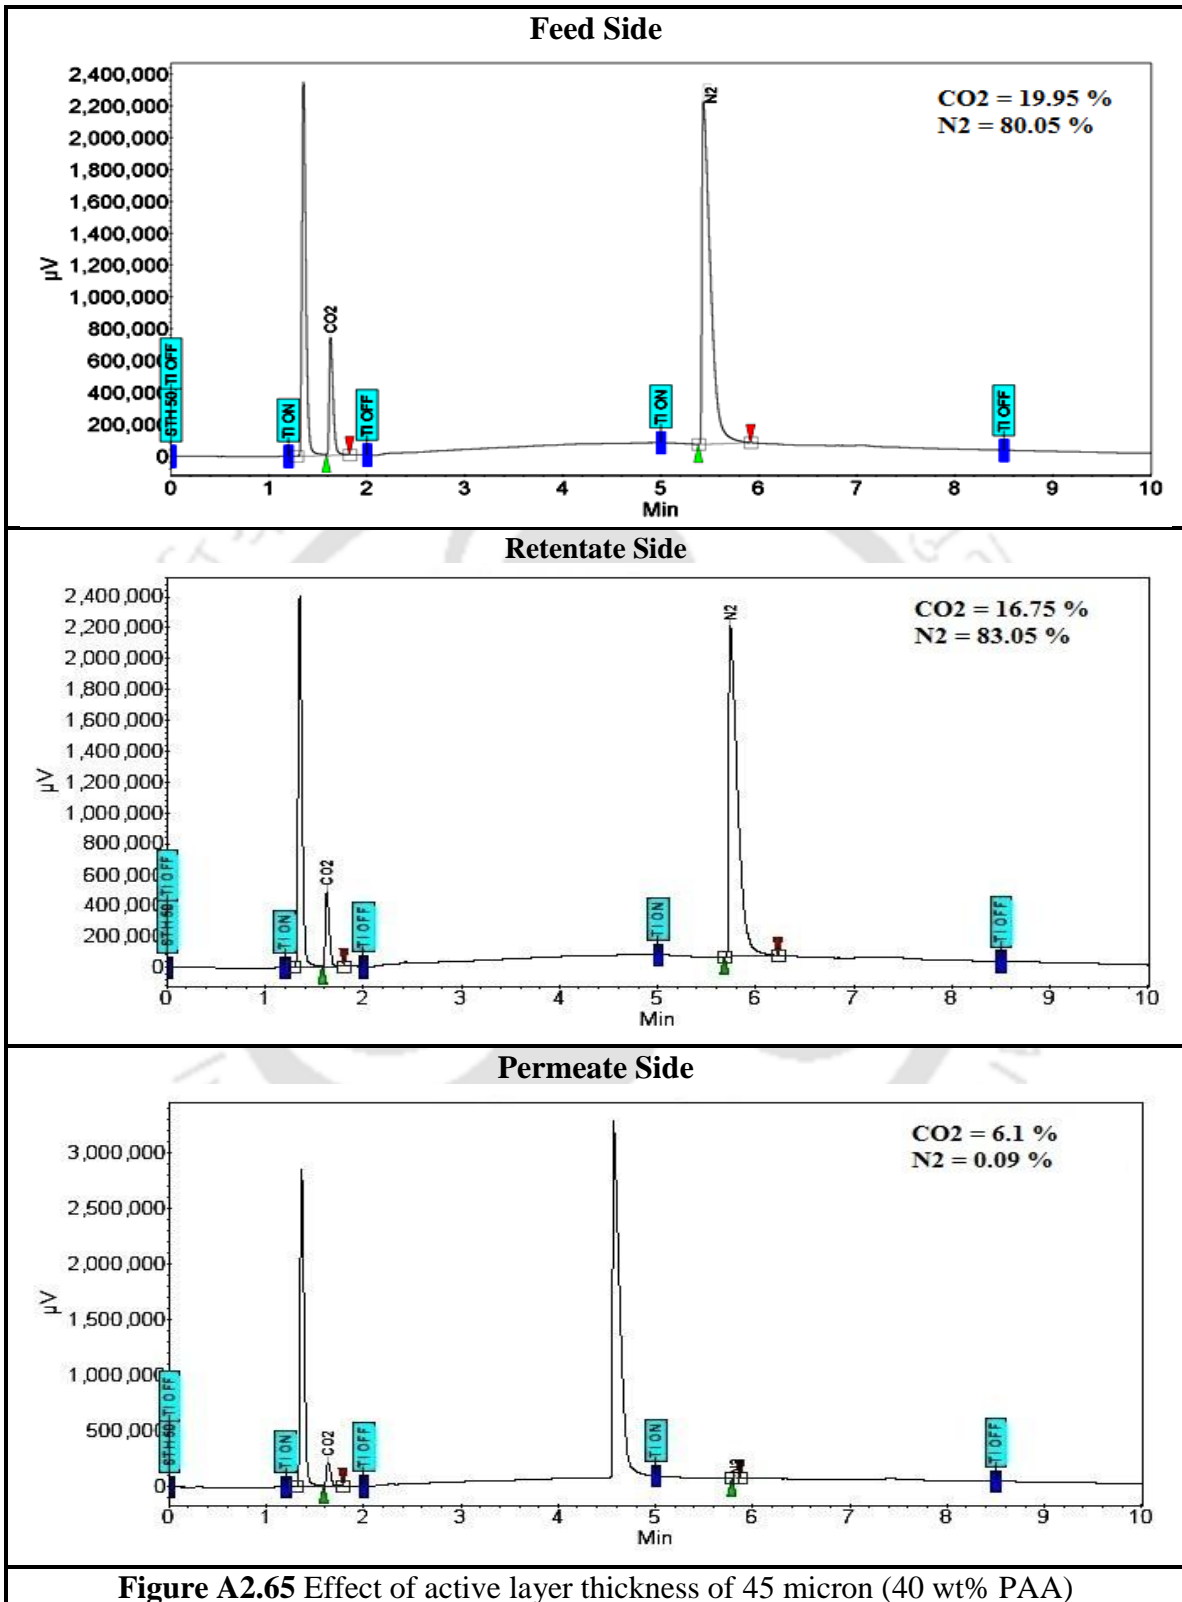 Feed Side
2,400,000
2,200,000
2,000,000
1,800,000
1,600,000
1,400,000
1,200,000
1,000,000
800,000
600,000
400,000
200,000
0
µV
CO2 = 19.95 %
N2 = 80.05 %
CO2
N2
TI ON
TI OFF
TI ON
TI OFF
0 1 2 3 4 5 6 7 8 9 10
Min
Retentate Side
2,400,000
2,200,000
2,000,000
1,800,000
1,600,000
1,400,000
1,200,000
1,000,000
800,000
600,000
400,000
200,000
0
µV
CO2 = 16.75 %
N2 = 83.05 %
CO2
N2
TI ON
TI OFF
TI ON
TI OFF
0 1 2 3 4 5 6 7 8 9 10
Min
Permeate Side
3,000,000
2,500,000
2,000,000
1,500,000
1,000,000
500,000
0
µV
CO2 = 6.1 %
N2 = 0.09 %
CO2
N2
TI ON
TI OFF
TI ON
TI OFF
0 1 2 3 4 5 6 7 8 9 10
Min
Figure A2.65 Effect of active layer thickness of 45 micron (40 wt% PAA)